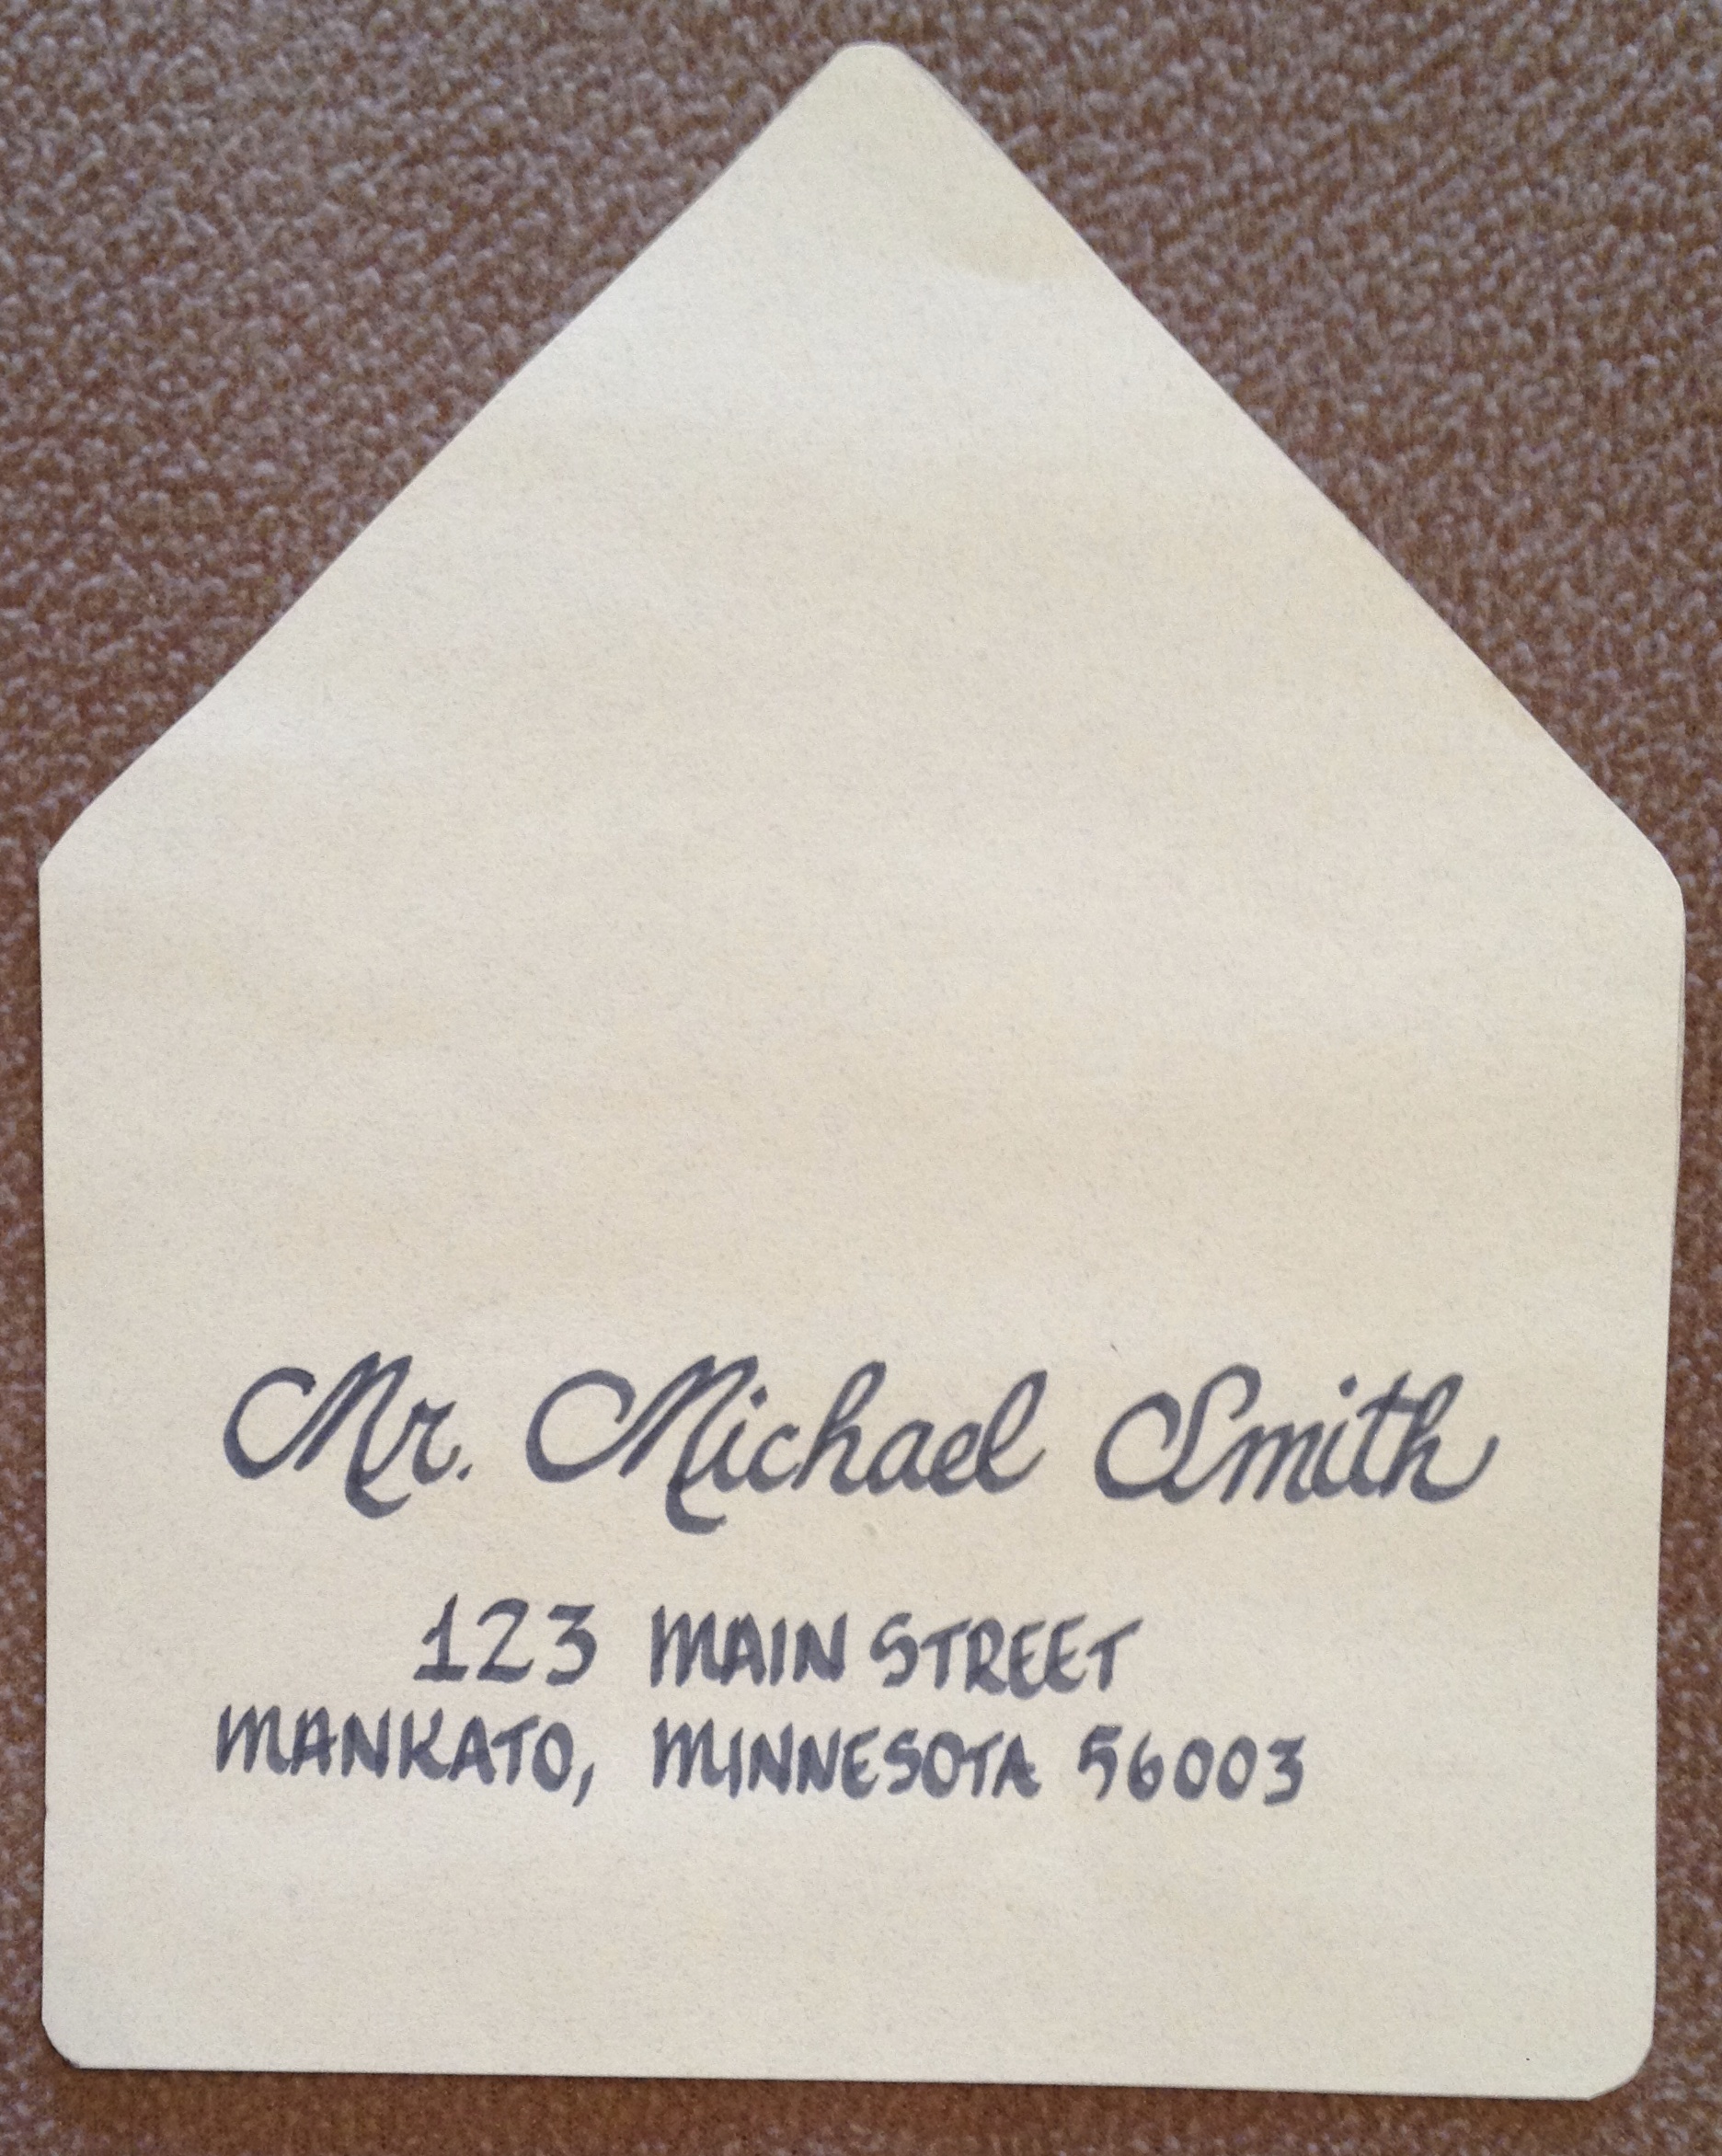 Mr. Michael Smith
123 MAIN STREET
MANKATO, MINNESOTA 56003